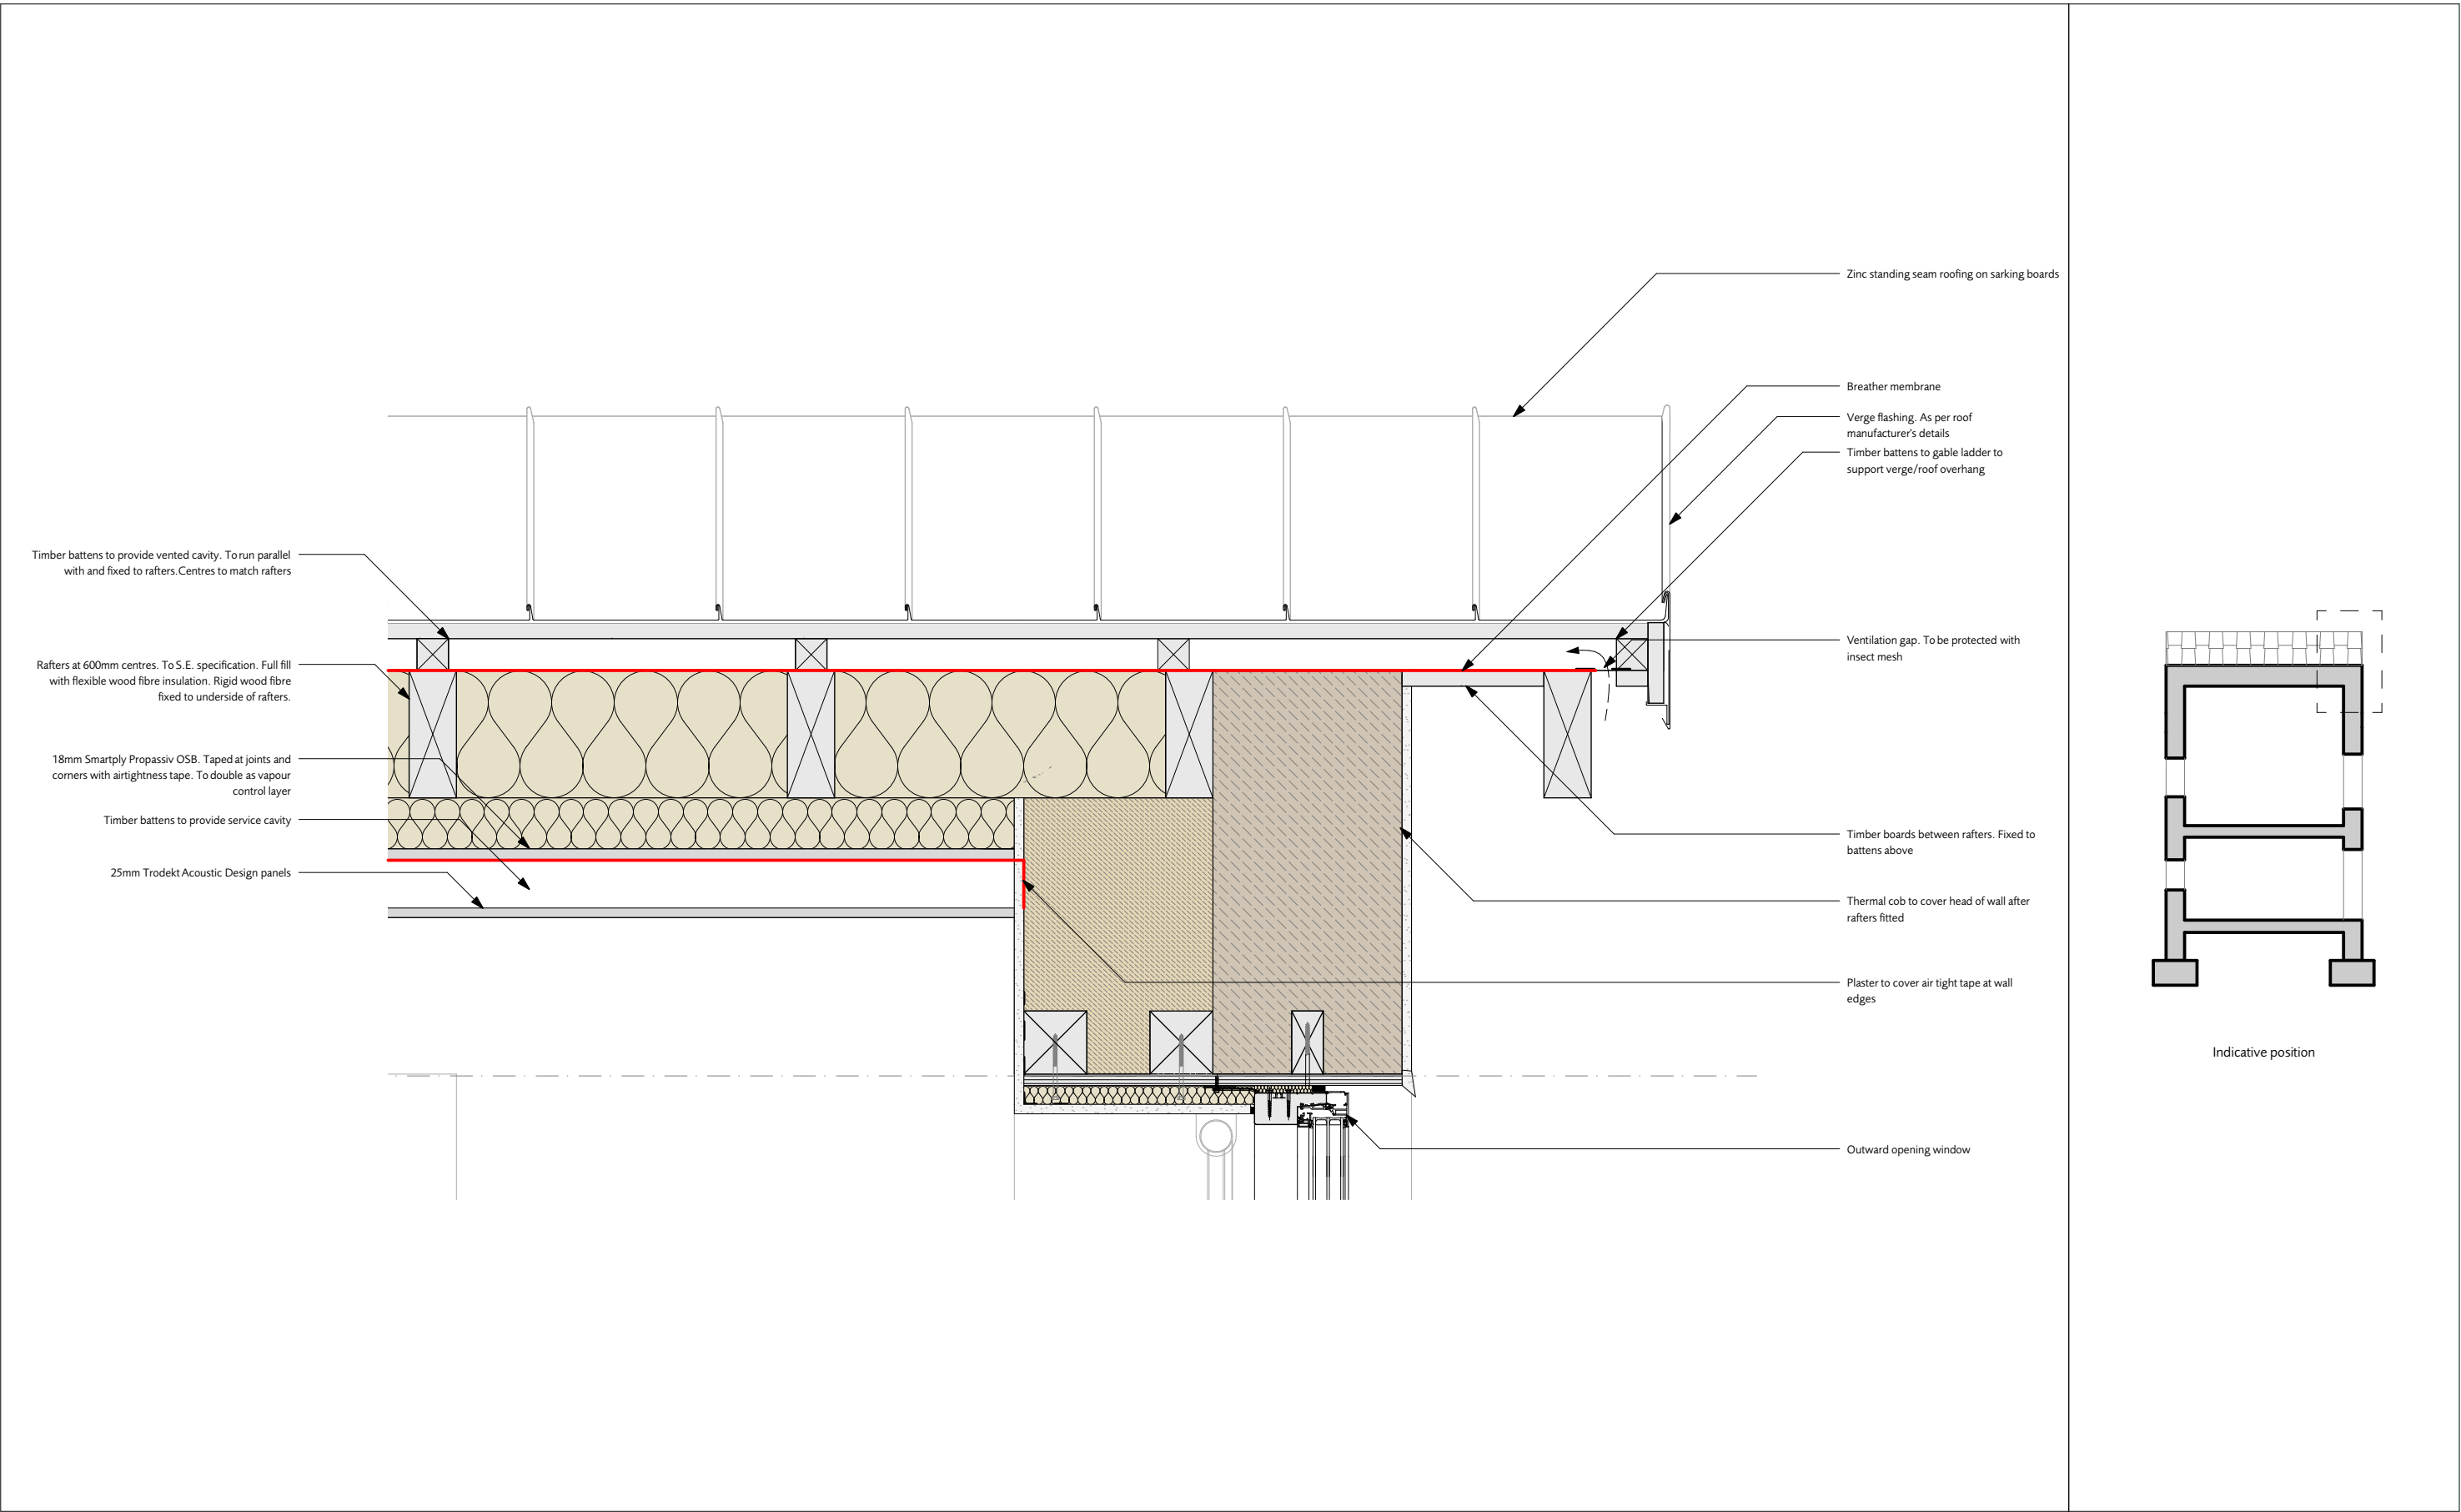 Zinc standing seam roofing on sarking boards
Breather membrane
Verge flashing. As per roof
manufacturer's details
Timber battens to gable ladder to
support verge/roof overhang
Timber battens to provide vented cavity. To run parallel
with and fixed to rafters.Centres to match rafters
Ventilation gap. To be protected with
insect mesh
Rafters at 600mm centres. To S.E. specification. Full fill
with flexible wood fibre insulation. Rigid wood fibre
fixed to underside of rafters.
18mm Smartply Propassiv OSB. Taped at joints and
corners with airtightness tape. To double as vapour
control layer
Timber battens to provide service cavity
Timber boards between rafters. Fixed to
battens above
25mm Trodekt Acoustic Design panels
Thermal cob to cover head of wall after
rafters fitted
Plaster to cover air tight tape at wall
edges
Indicative position
Outward opening window